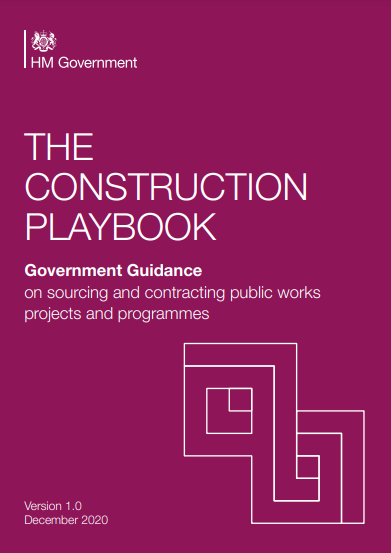 HM Government
THE
CONSTRUCTION
PLAYBOOK
Government Guidance
on sourcing and contracting public works
projects and programmes
Version 1.0
December 2020